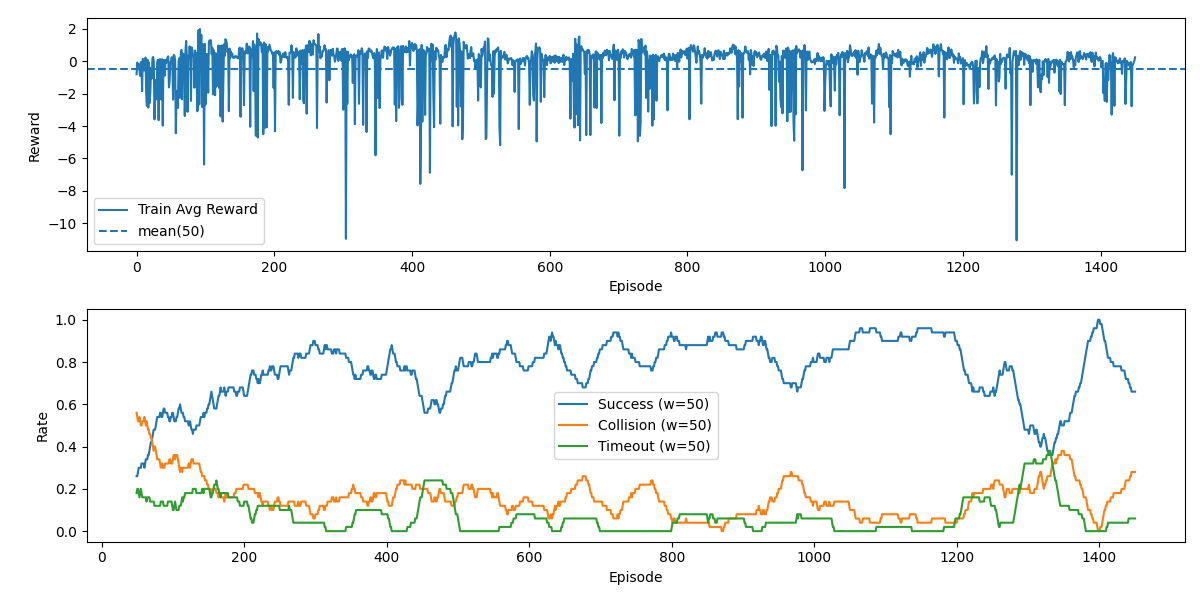 2
0
−2
−4
−6
−8
−10
Reward
Train Avg Reward
mean(50)
0 200 400 600 800 1000 1200 1400
Episode
1.0
0.8
0.6
0.4
0.2
0.0
Rate
Success (w=50)
Collision (w=50)
Timeout (w=50)
0 200 400 600 800 1000 1200 1400
Episode